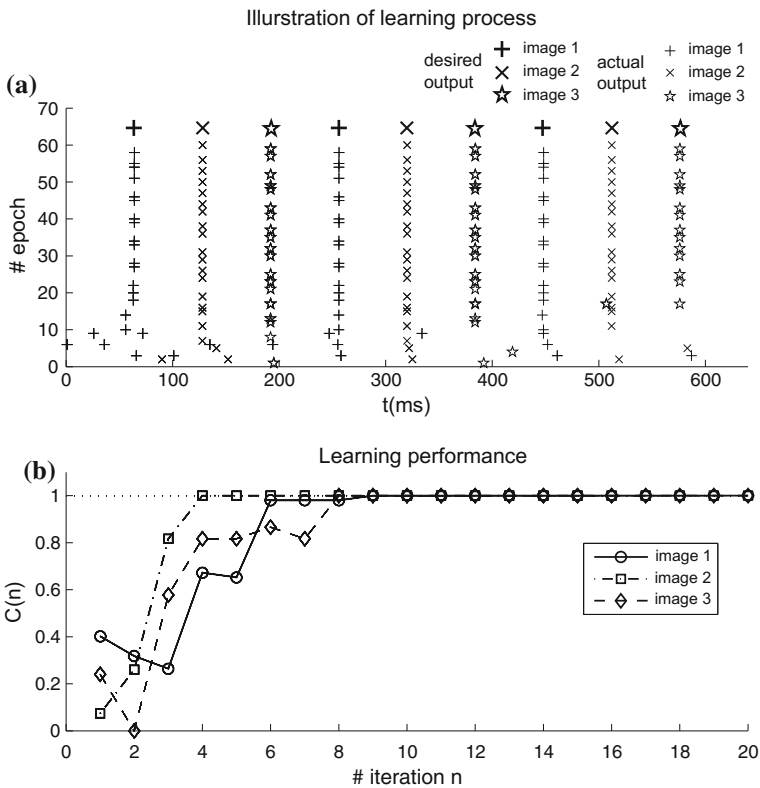 Illurstration of learning process
desired output
image 1
image 2
image 3
actual output
image 1
image 2
image 3
(a)
70
60
50
40
30
20
10
0
# epoch
0 100 200 300 400 500 600
t(ms)
(b)
Learning performance
1
0.8
0.6
0.4
0.2
0
C(n)
image 1
image 2
image 3
0 2 4 6 8 10 12 14 16 18 20
# iteration n